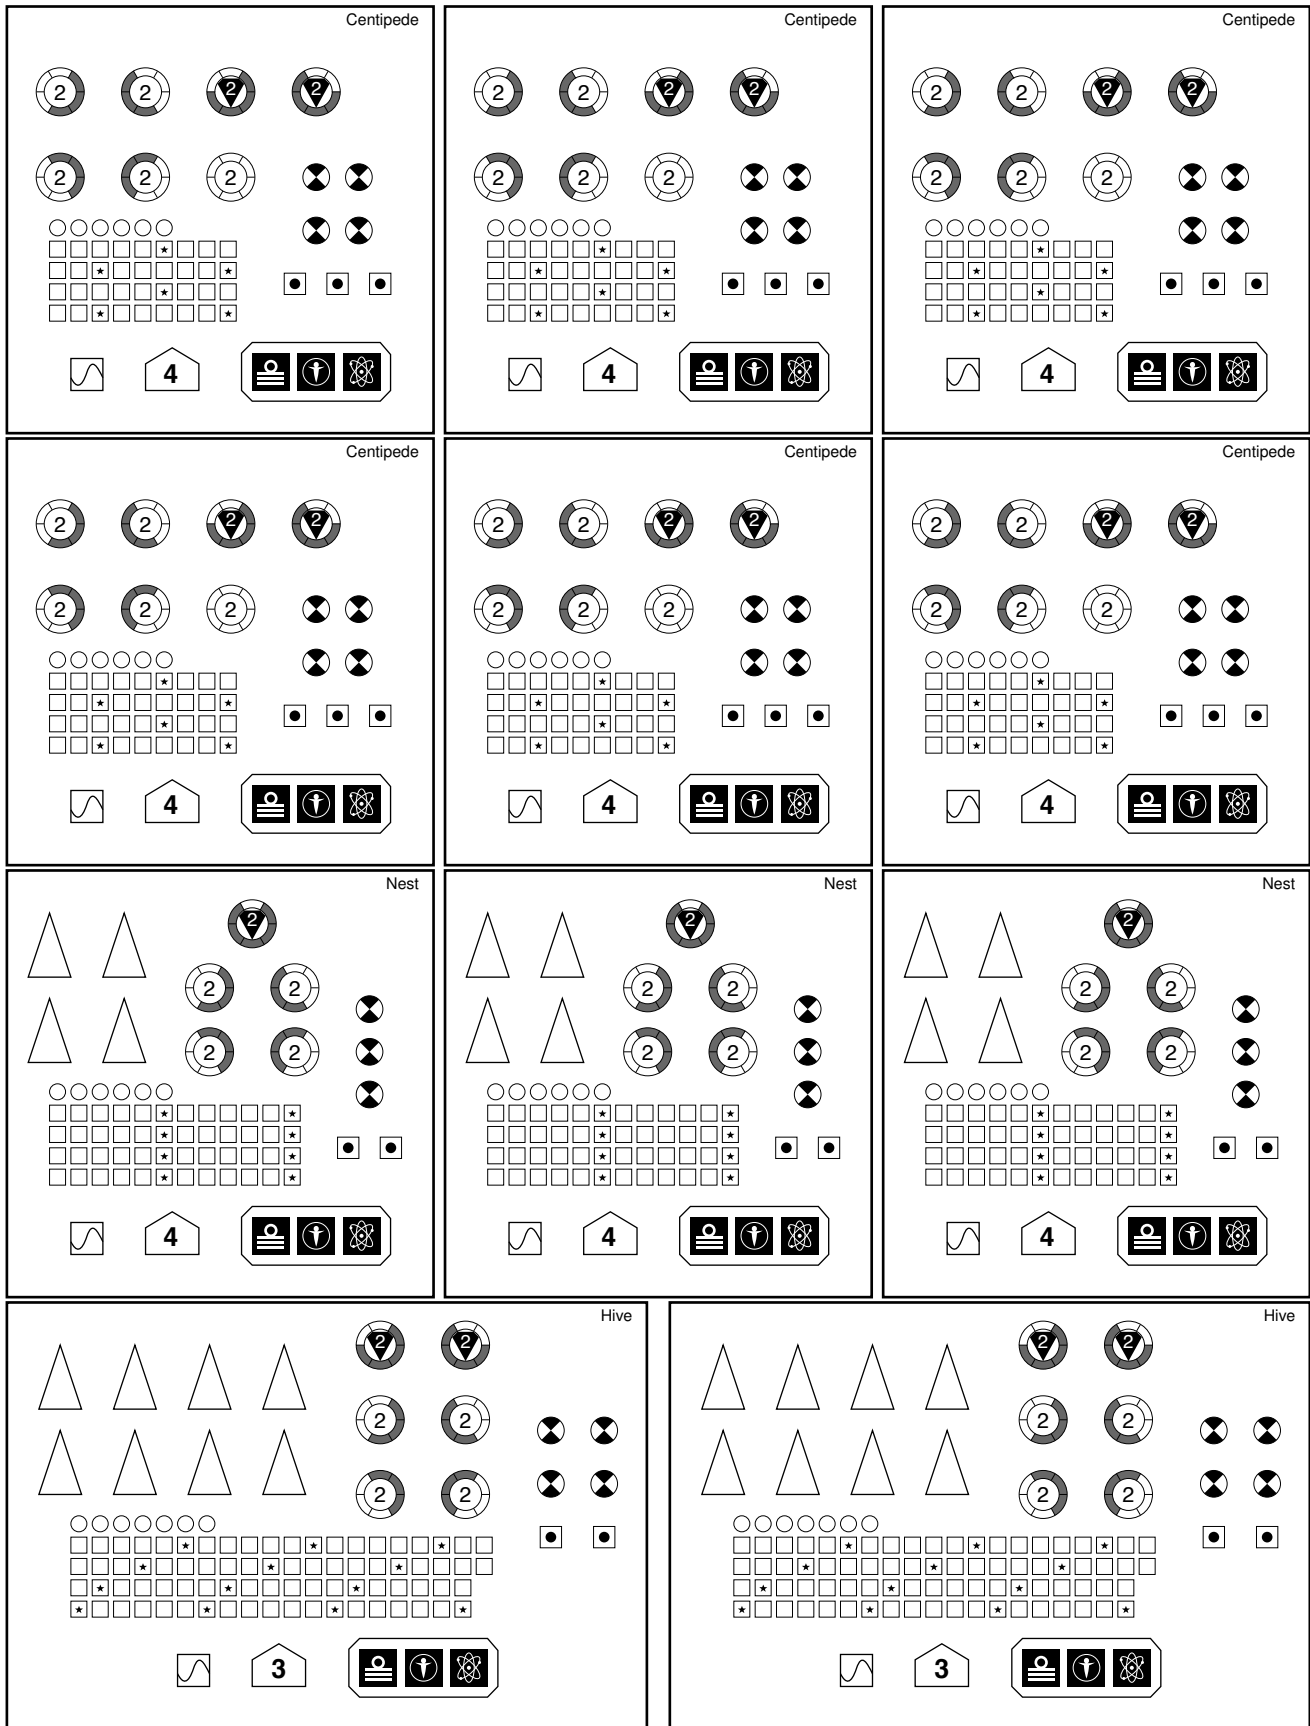 Centipede Centipede Centipede
2 2 2 2 2 2 2 2 2 2 2 2
2 2 2 2 2 2 2 2 2
4 4 4
Centipede Centipede Centipede
2 2 2 2 2 2 2 2 2 2 2 2
2 2 2 2 2 2 2 2 2
4 4 4
Nest Nest Nest
2 2 2
2 2 2 2 2 2
2 2 2 2 2 2
4 4 4
Hive Hive
2 2 2 2
2 2 2 2
2 2 2 2
3 3